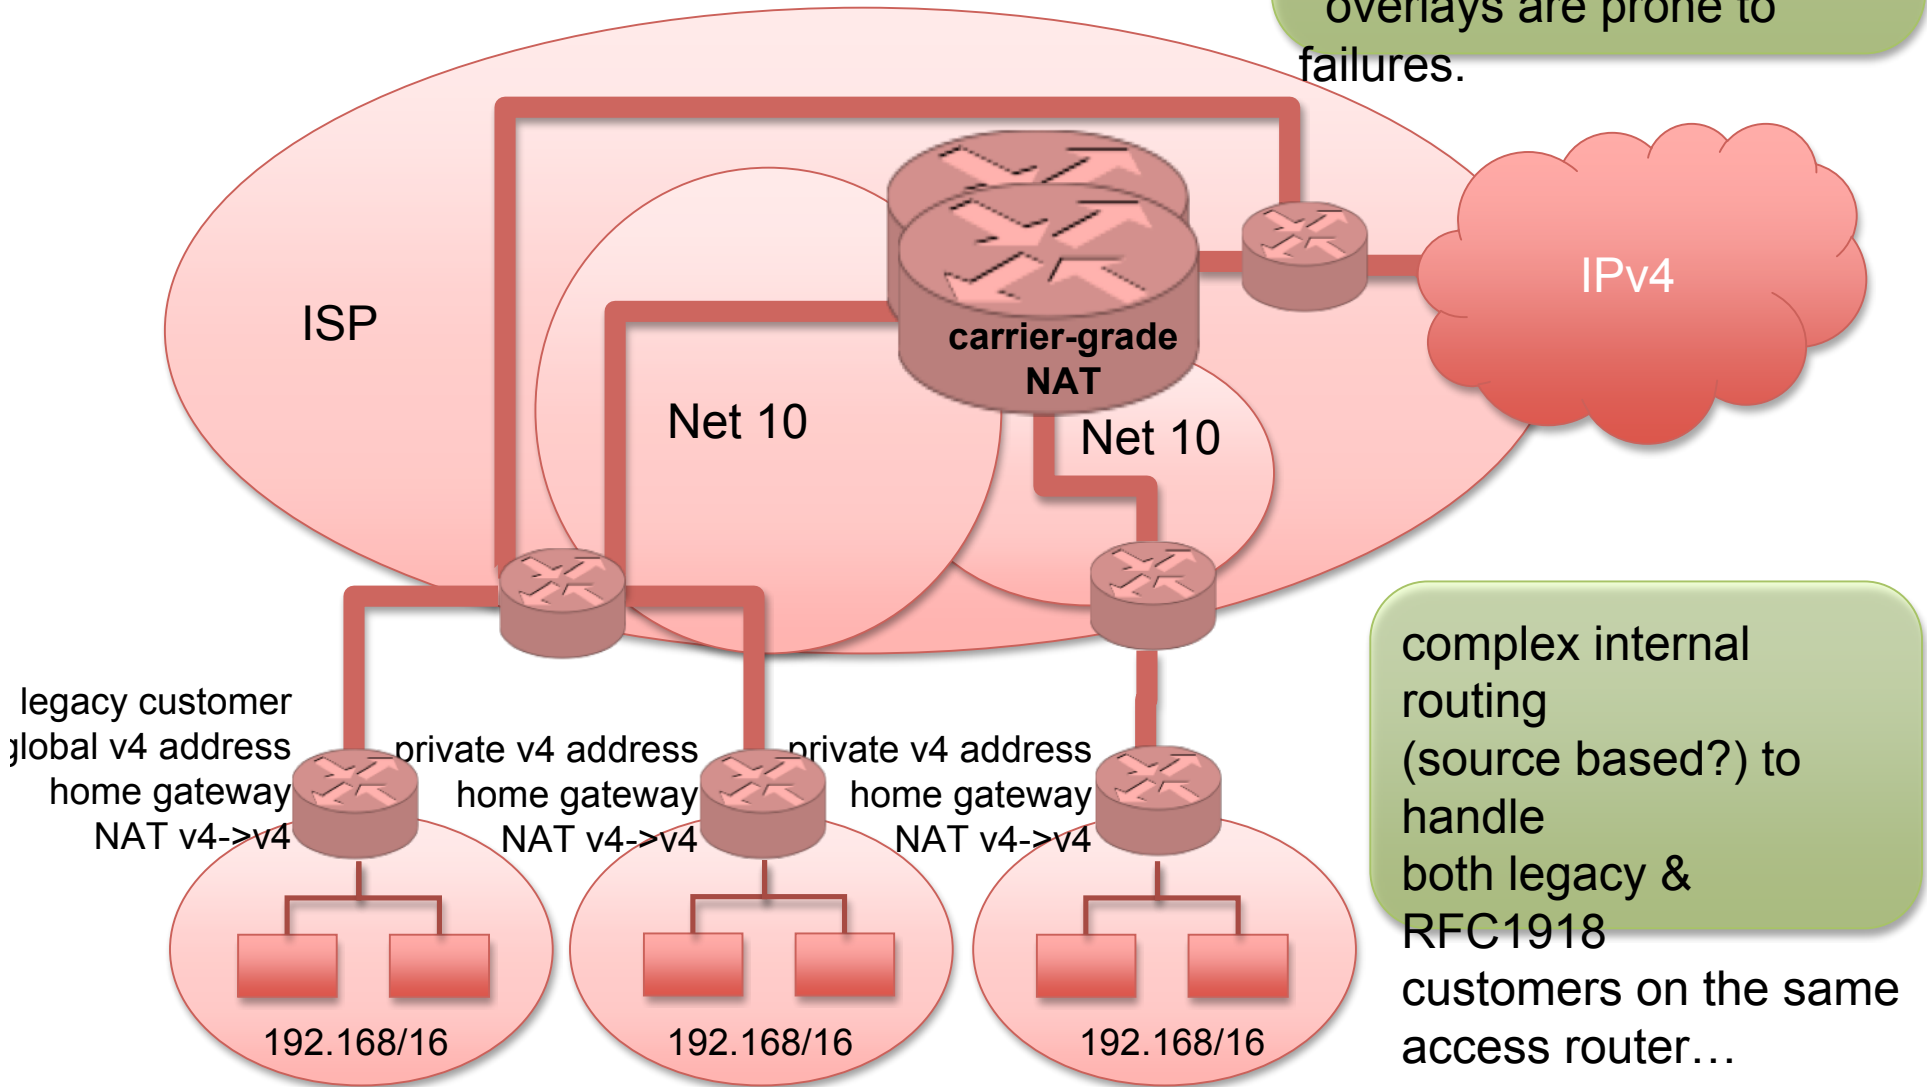 overlays are prone to
failures.
IPv4
ISP
carrier-grade
NAT
Net 10
Net 10
legacy customer
global v4 address
home gateway
NAT v4->v4
private v4 address
home gateway
NAT v4->v4
private v4 address
home gateway
NAT v4->v4
complex internal
routing
(source based?) to
handle
both legacy &
RFC1918
customers on the same
access router…
192.168/16
192.168/16
192.168/16